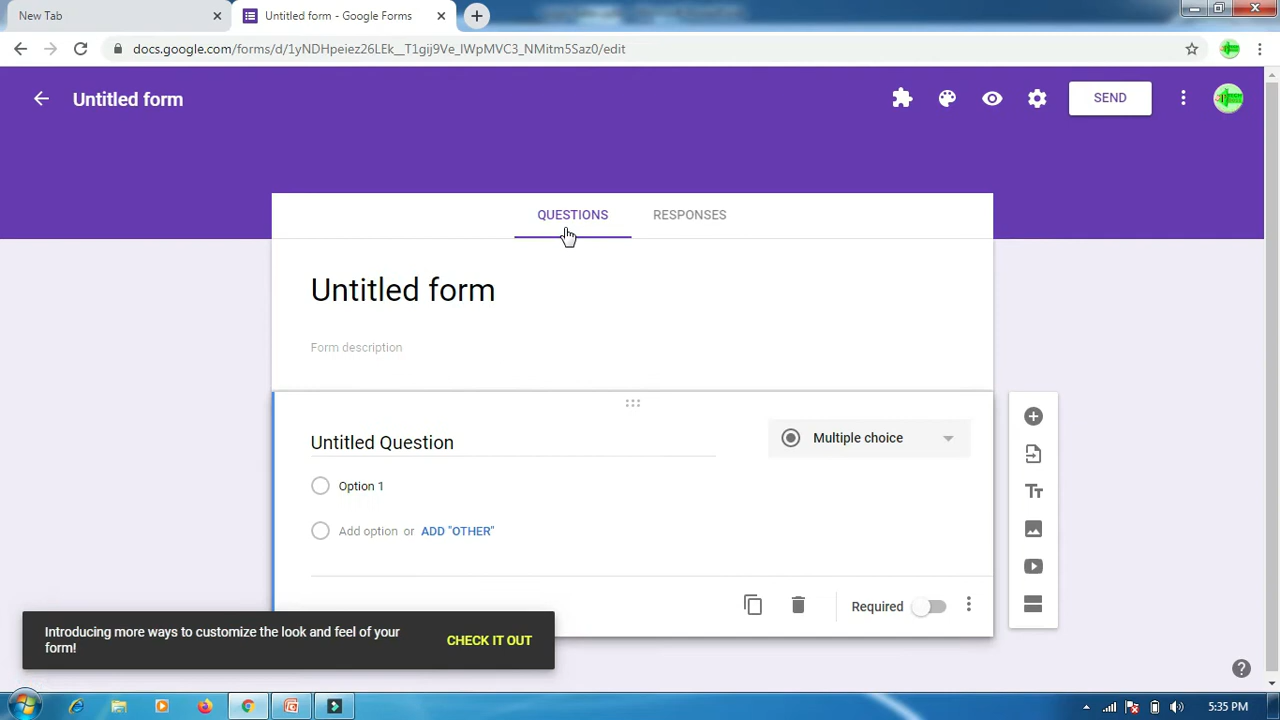 New Tab
Untitled form - Google Forms
docs.google.com/forms/d/1yNDHpeiez26LEk__T1gij9Ve_lWpMVC3_NMitm5Saz0/edit
Untitled form
SEND
QUESTIONS
RESPONSES
Untitled form
Form description
Untitled Question
Multiple choice
Option 1
Add option or ADD "OTHER"
Required
Introducing more ways to customize the look and feel of your
form!
CHECK IT OUT
5:35 PM